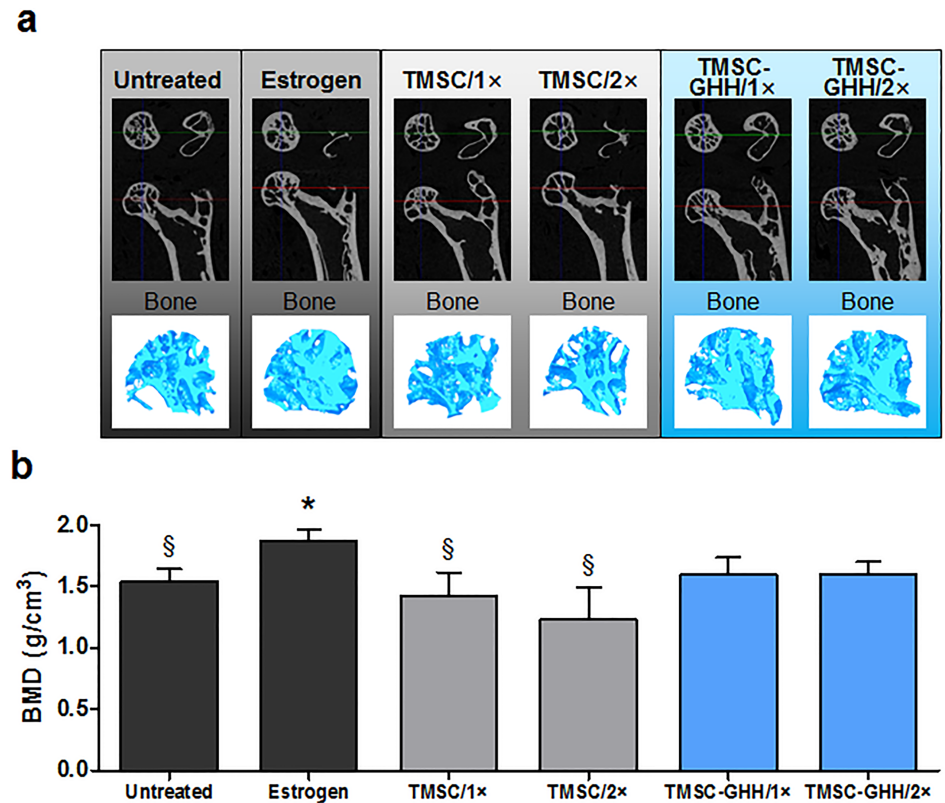 a
Untreated
Estrogen
TMSC/1×
TMSC/2×
TMSC-
GHH/1×
TMSC-
GHH/2×
Bone
Bone
Bone
Bone
Bone
Bone
b
BMD (g/cm³)
2.0
1.5
1.0
0.5
0.0
§
*
§
§
Untreated
Estrogen
TMSC/1×
TMSC/2×
TMSC-GHH/1×
TMSC-GHH/2×